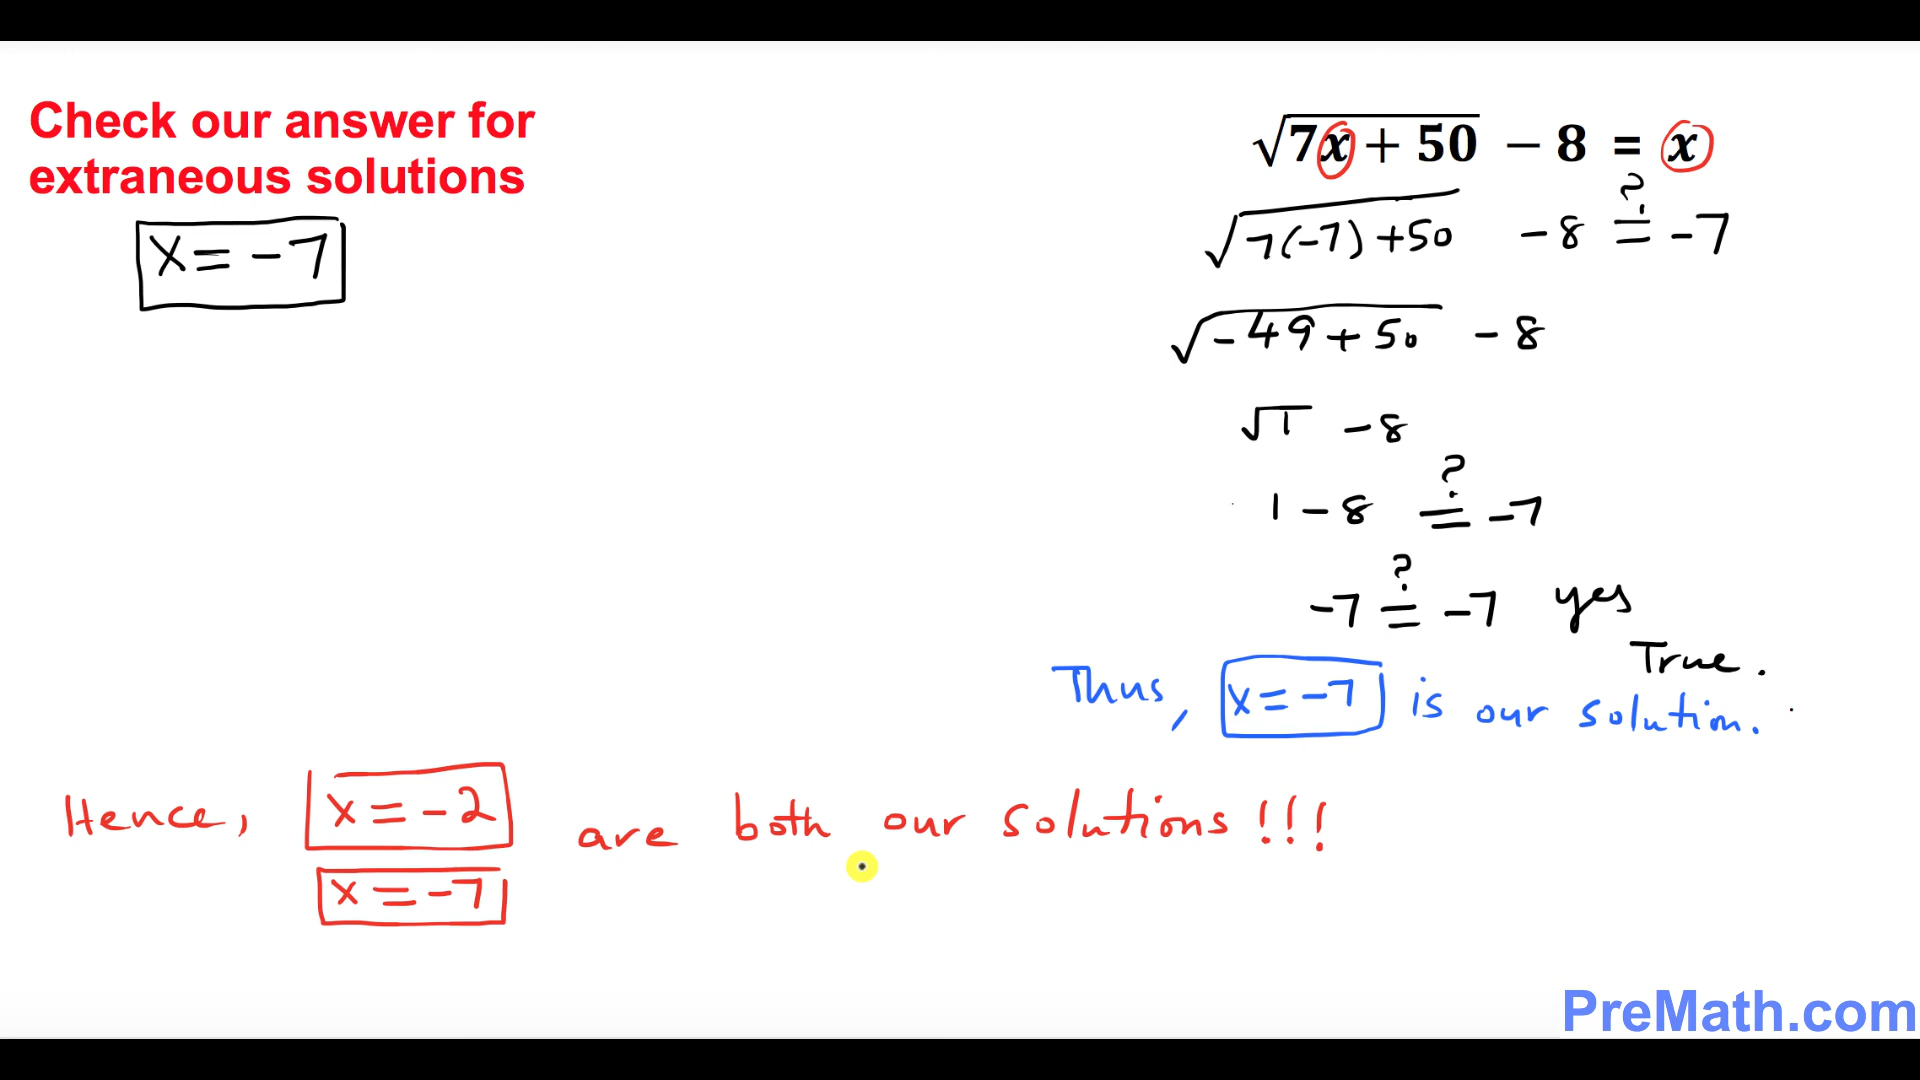 Check our answer for
extraneous solutions
x = -7
√7x + 50 - 8 = x
√7(-7) +50 - 8 ?= -7
√-49 + 50 - 8
√1 - 8
1 - 8 ?= -7
-7 ?= -7 yes
True.
Thus, x = -7 is our solution.
Hence, x = -2 are both our solutions !!!
x = -7
PreMath.com